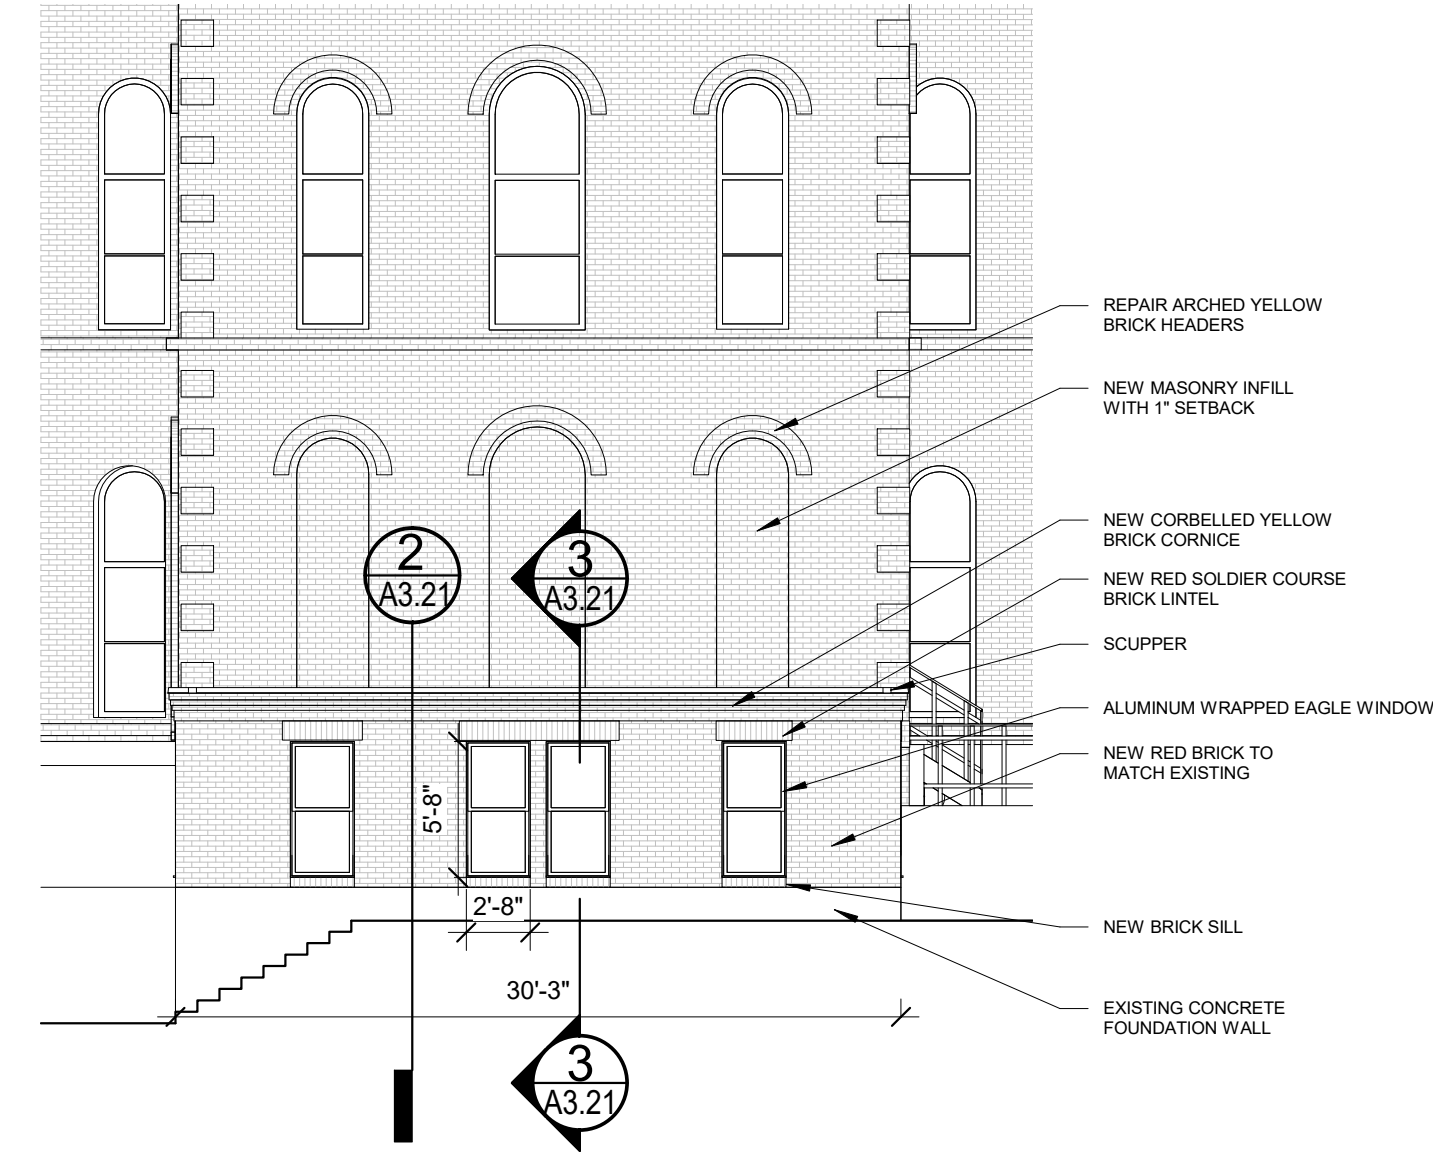 REPAIR ARCHED YELLOW
BRICK HEADERS
NEW MASONRY INFILL
WITH 1" SETBACK
NEW CORBELLED YELLOW
BRICK CORNICE
2
A3.21
3
A3.21
NEW RED SOLDIER COURSE
BRICK LINTEL
SCUPPER
ALUMINUM WRAPPED EAGLE WINDOW
NEW RED BRICK TO
MATCH EXISTING
5'-8"
2'-8"
NEW BRICK SILL
30'-3"
EXISTING CONCRETE
FOUNDATION WALL
3
A3.21